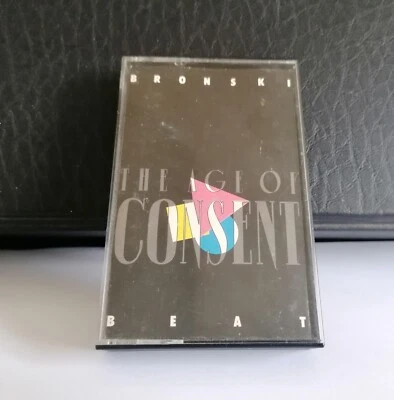 BRONSKI
THE AGE OF
CONSENT
BEAT